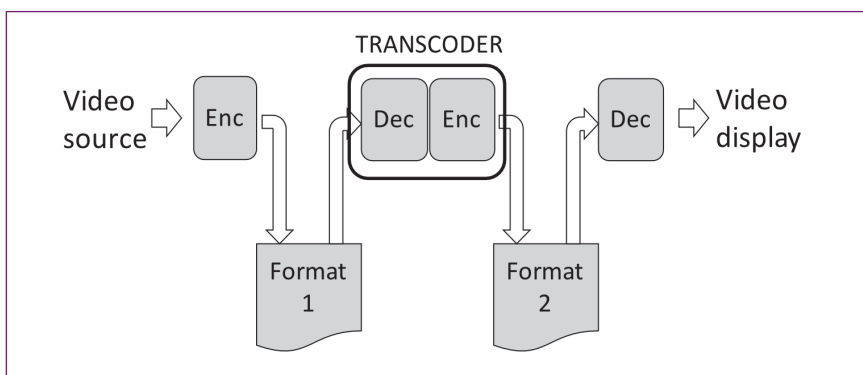 TRANSCODER
Video
source
Enc
Dec
Enc
Dec
Video
display
Format
1
Format
2